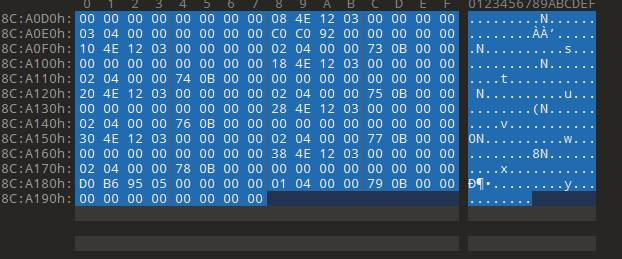 0 1 2 3 4 5 6 7 8 9 A B C D E F 0123456789ABCDEF
8C:A0D0h: 00 00 00 00 00 00 00 00 08 4E 12 03 00 00 00 00 .........N......
8C:A0E0h: 03 04 00 00 00 00 00 00 C0 C0 92 00 00 00 00 00 ........ÀÀ’.....
8C:A0F0h: 10 4E 12 03 00 00 00 00 02 04 00 00 73 0B 00 00 .N..........s...
8C:A100h: 00 00 00 00 00 00 00 00 18 4E 12 03 00 00 00 00 .........N......
8C:A110h: 02 04 00 00 74 0B 00 00 00 00 00 00 00 00 00 00 ....t...........
8C:A120h: 20 4E 12 03 00 00 00 00 02 04 00 00 75 0B 00 00  N..........u...
8C:A130h: 00 00 00 00 00 00 00 00 28 4E 12 03 00 00 00 00 ........(N......
8C:A140h: 02 04 00 00 76 0B 00 00 00 00 00 00 00 00 00 00 ....v...........
8C:A150h: 30 4E 12 03 00 00 00 00 02 04 00 00 77 0B 00 00 0N..........w...
8C:A160h: 00 00 00 00 00 00 00 00 38 4E 12 03 00 00 00 00 ........8N......
8C:A170h: 02 04 00 00 78 0B 00 00 00 00 00 00 00 00 00 00 ....x...........
8C:A180h: D0 B6 95 05 00 00 00 00 01 04 00 00 79 0B 00 00 Ð¶•.........y...
8C:A190h: 00 00 00 00 00 00 00 00 ........